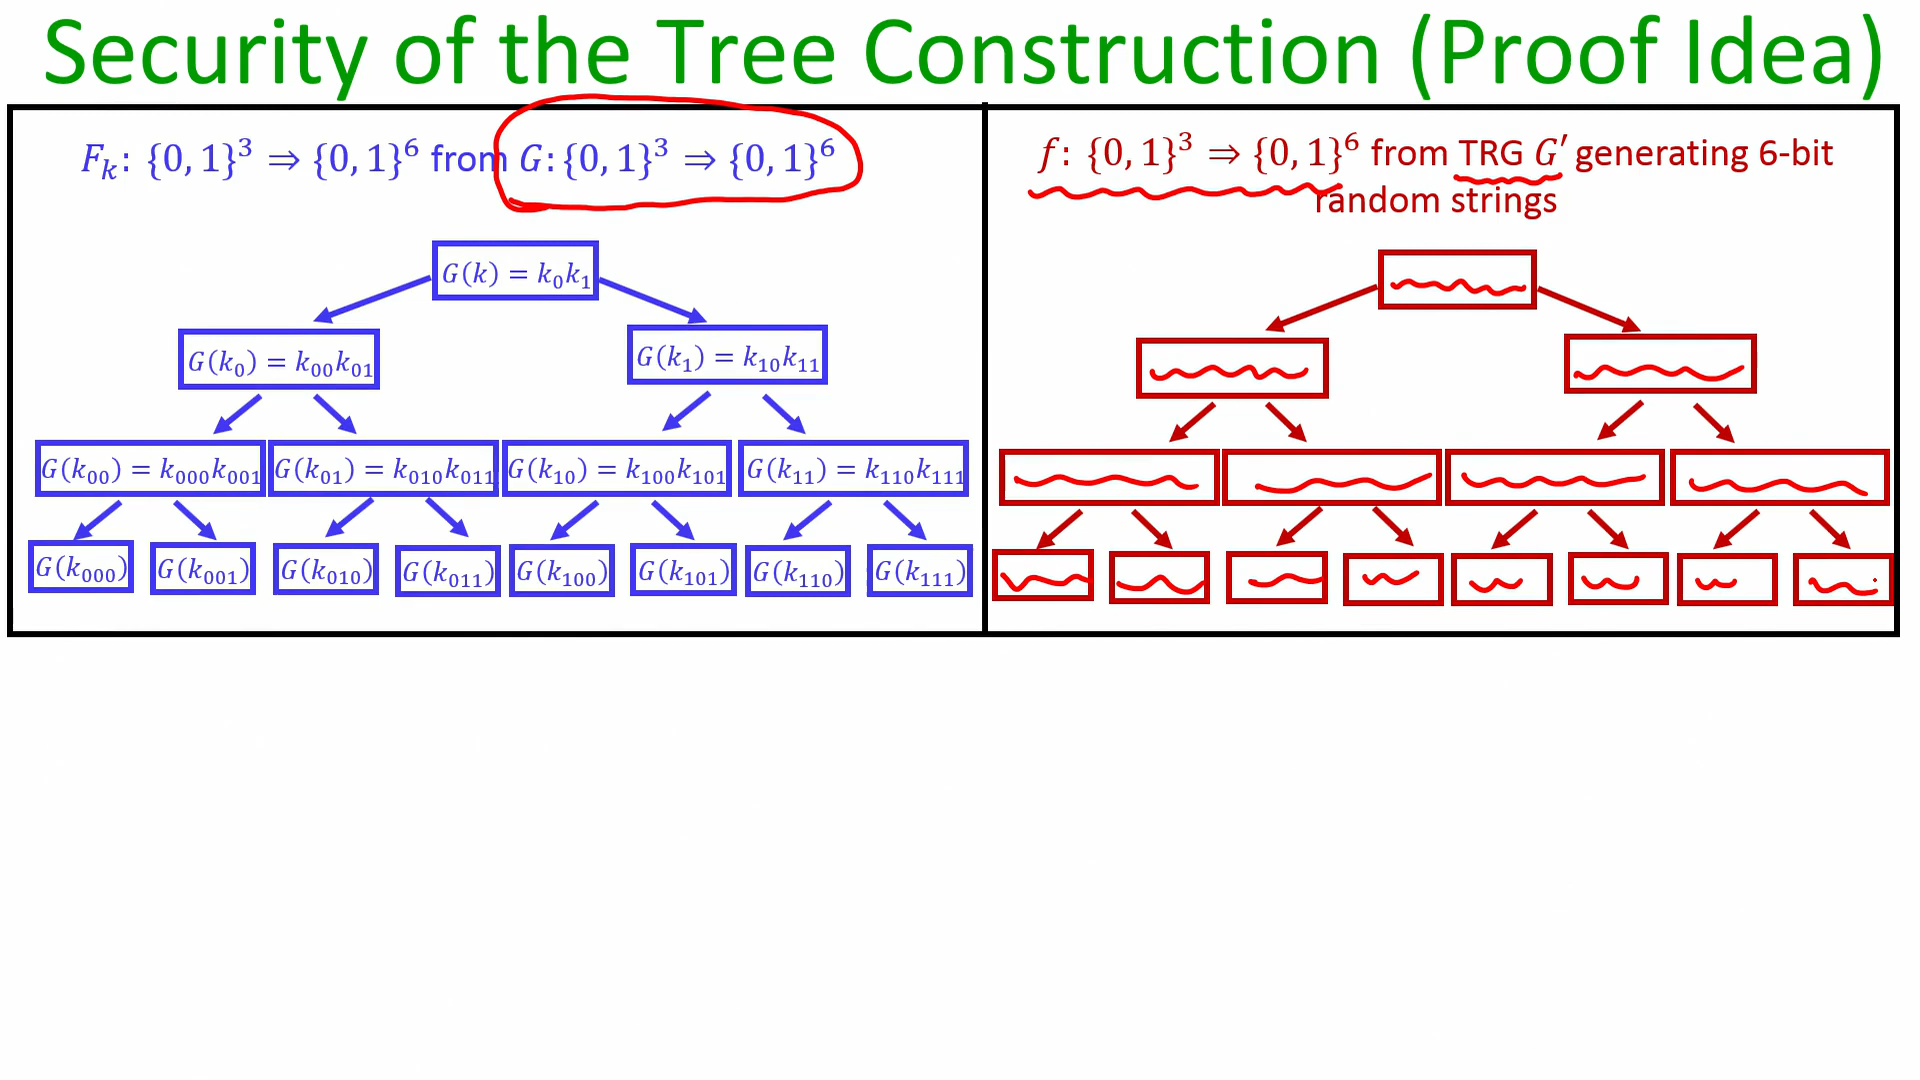 Security of the Tree Construction (Proof Idea)
F_k: {0, 1}^3 ⇒ {0, 1}^6 from G: {0, 1}^3 ⇒ {0, 1}^6
G(k) = k_0k_1
G(k_0) = k_00k_01
G(k_1) = k_10k_11
G(k_00) = k_000k_001
G(k_01) = k_010k_011
G(k_10) = k_100k_101
G(k_11) = k_110k_111
G(k_000)
G(k_001)
G(k_010)
G(k_011)
G(k_100)
G(k_101)
G(k_110)
G(k_111)
f: {0, 1}^3 ⇒ {0, 1}^6 from TRG G′ generating 6-bit
random strings